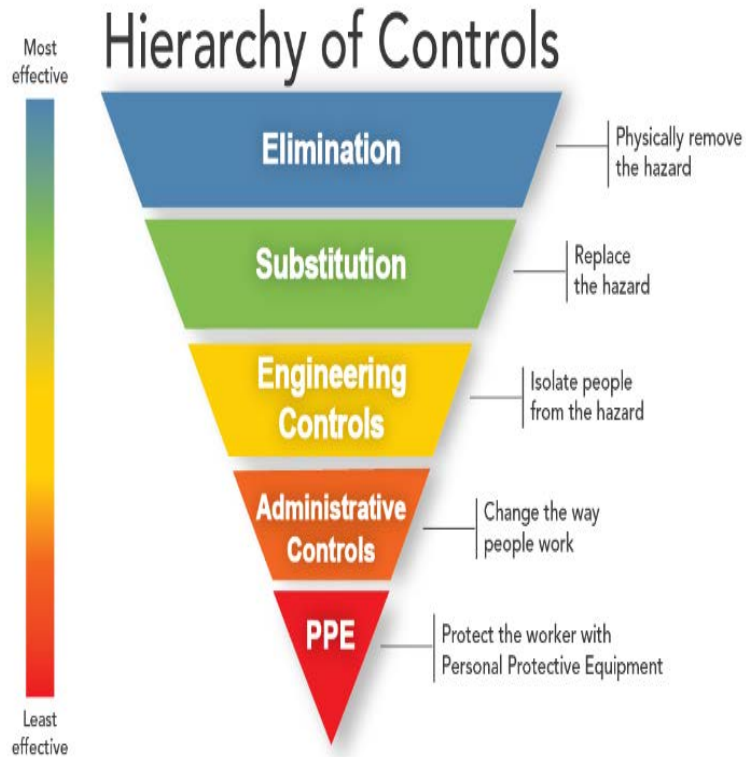 Hierarchy of Controls
Most
effective
Elimination
Physically remove
the hazard
Substitution
Replace
the hazard
Engineering
Controls
Isolate people
from the hazard
Administrative
Controls
Change the way
people work
PPE
Protect the worker with
Personal Protective Equipment
Least
effective